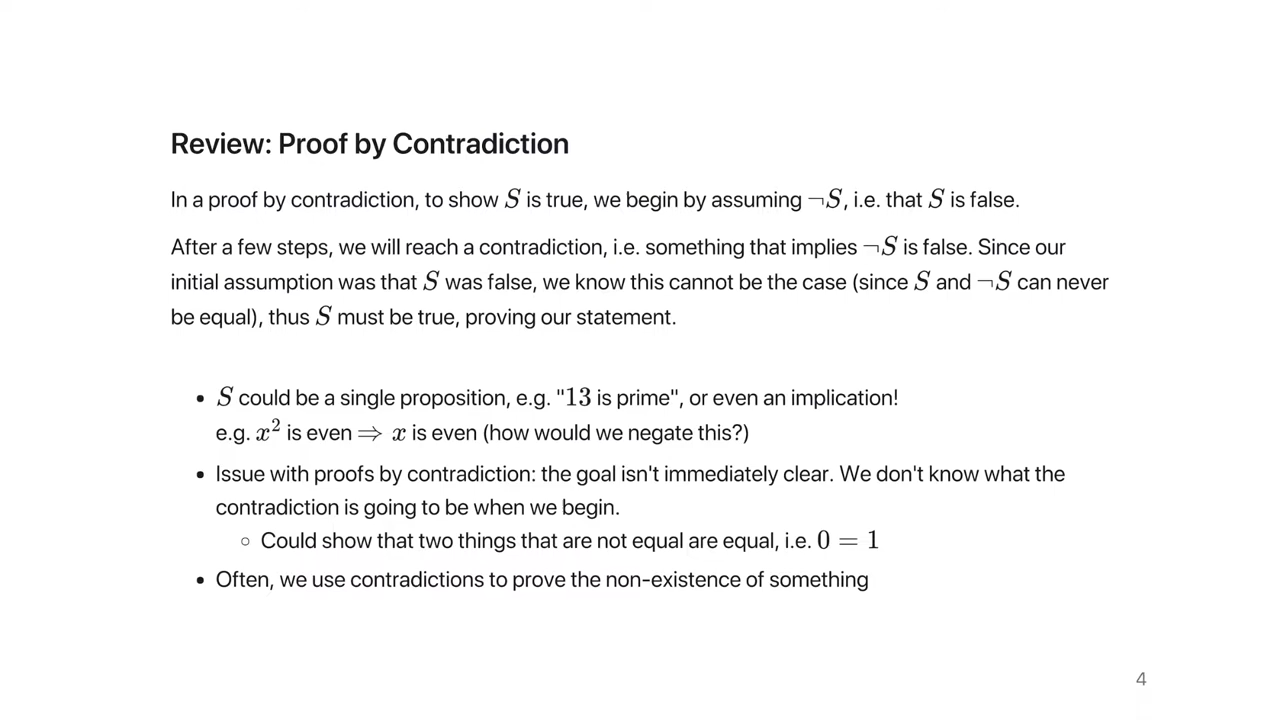 Review: Proof by Contradiction
In a proof by contradiction, to show S is true, we begin by assuming ¬S, i.e. that S is false.
After a few steps, we will reach a contradiction, i.e. something that implies ¬S is false. Since our
initial assumption was that S was false, we know this cannot be the case (since S and ¬S can never
be equal), thus S must be true, proving our statement.
• S could be a single proposition, e.g. "13 is prime", or even an implication!
e.g. x² is even ⇒ x is even (how would we negate this?)
• Issue with proofs by contradiction: the goal isn't immediately clear. We don't know what the
contradiction is going to be when we begin.
○ Could show that two things that are not equal are equal, i.e. 0 = 1
• Often, we use contradictions to prove the non-existence of something
4